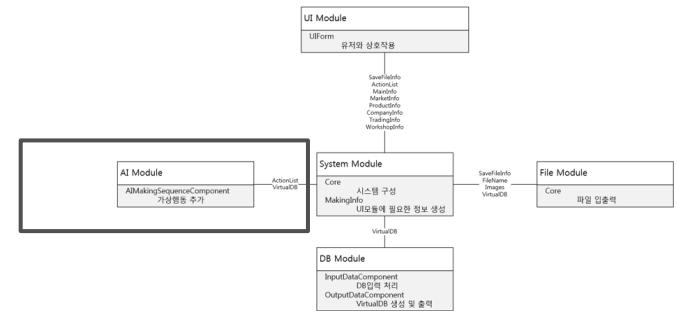 UI Module
UIForm
유저와 상호작용
SaveFileInfo
ActionList
MainInfo
MarketInfo
ProductInfo
CompanyInfo
TradingInfo
WorkshopInfo
AI Module
AIMakingSequenceComponent
가상행동 추가
ActionList
VirtualDB
System Module
Core
시스템 구성
MakingInfo
UI모듈에 필요한 정보 생성
SaveFileInfo
FileName
Images
VirtualDB
File Module
Core
파일 입출력
VirtualDB
DB Module
InputDataComponent
DB입력 처리
OutputDataComponent
VirtualDB 생성 및 출력